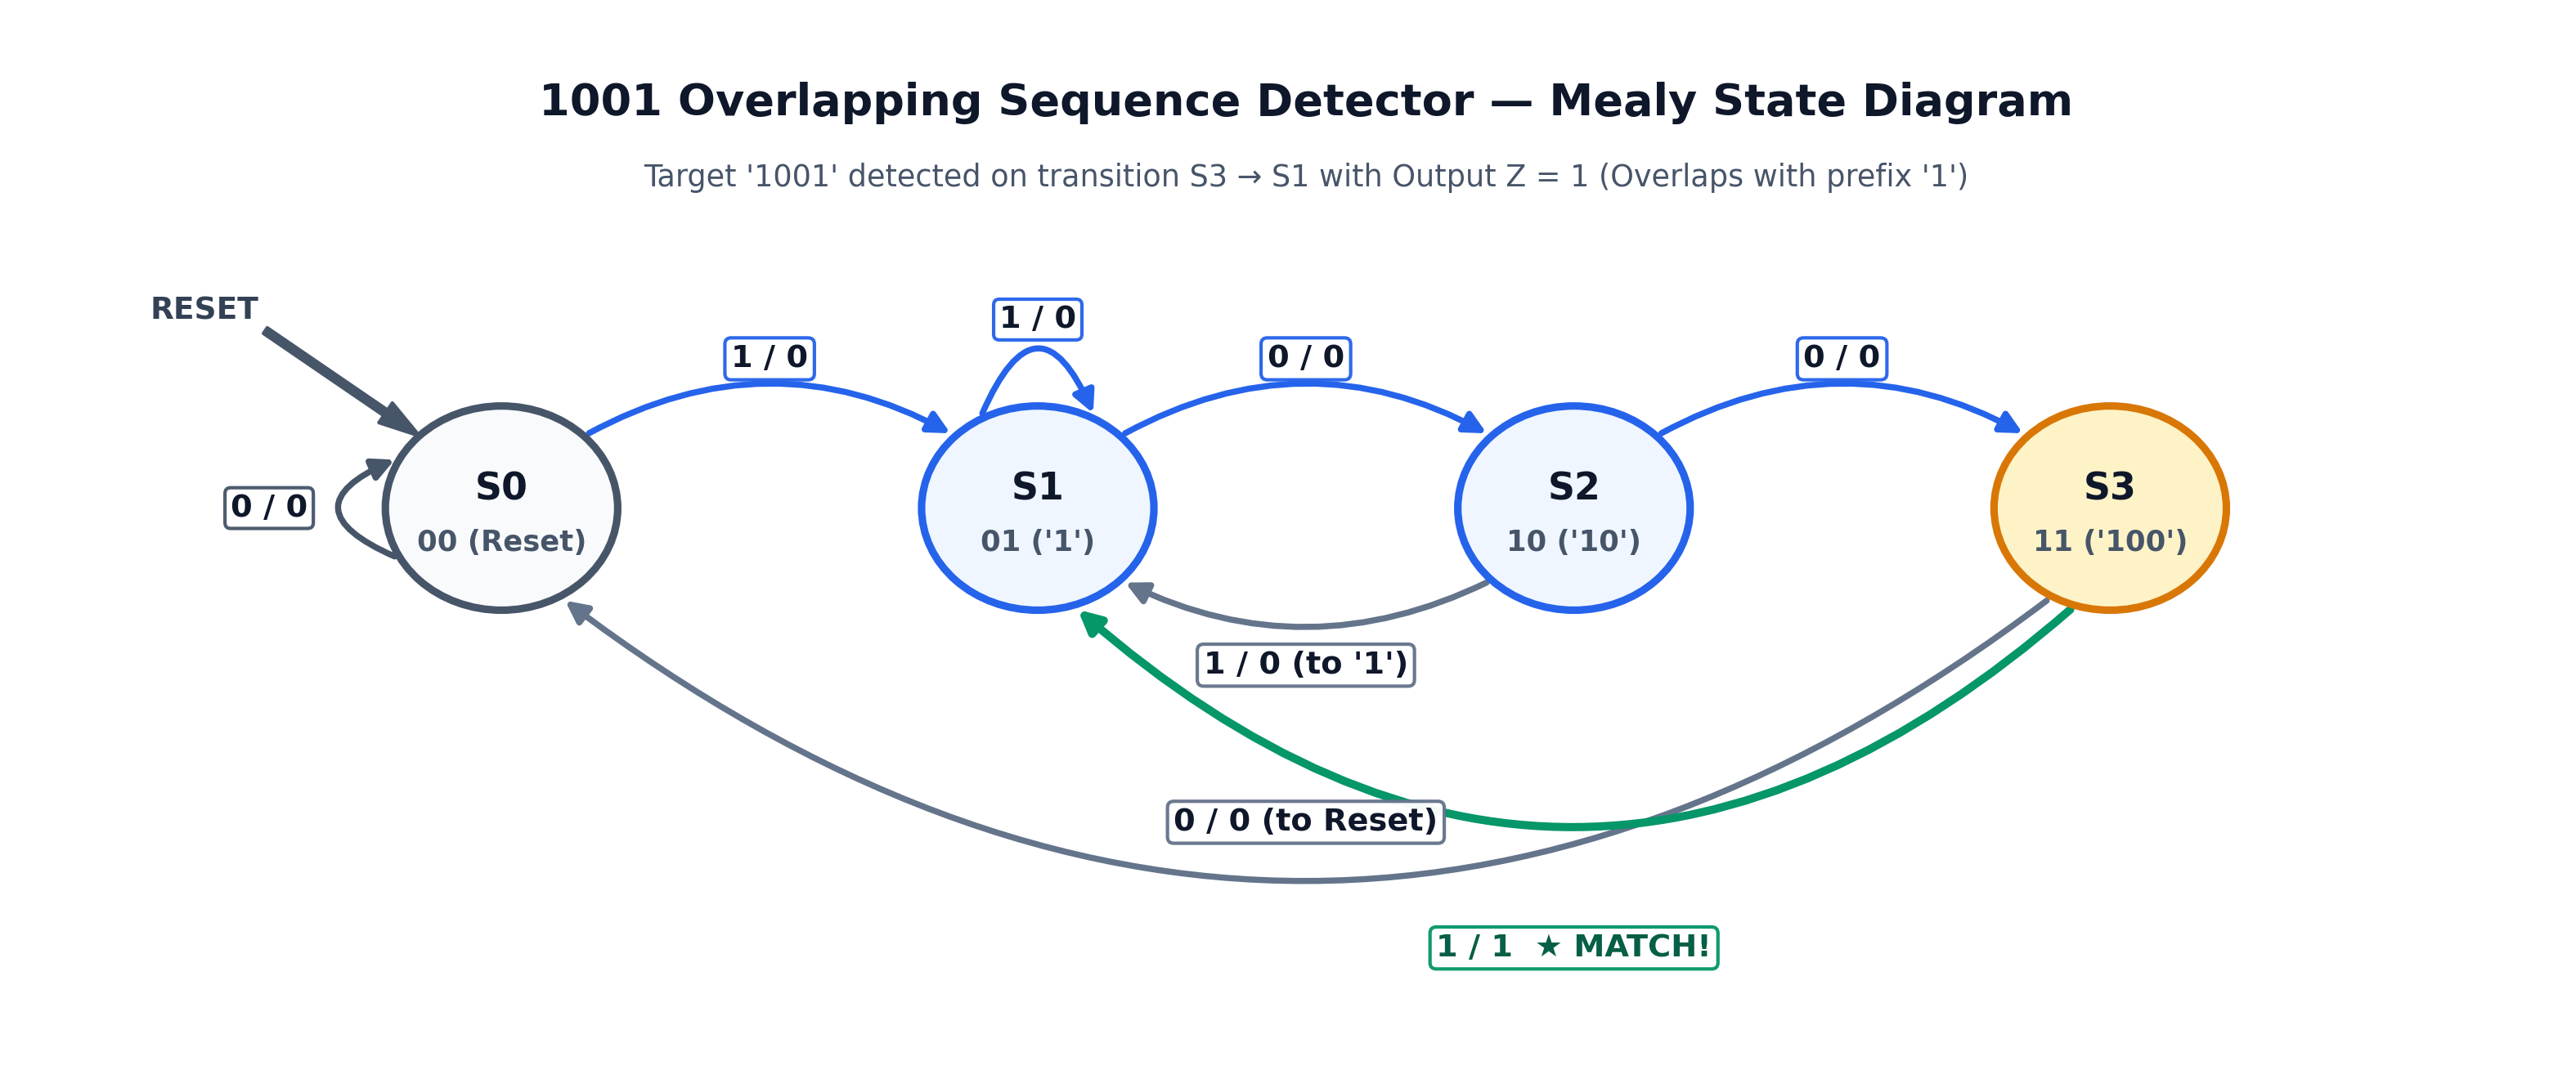 1001 Overlapping Sequence Detector — Mealy State Diagram
Target '1001' detected on transition S3 → S1 with Output Z = 1 (Overlaps with prefix '1')
RESET
1 / 0
1 / 0
0 / 0
0 / 0
0 / 0
S0
00 (Reset)
S1
01 ('1')
S2
10 ('10')
S3
11 ('100')
1 / 0 (to '1')
0 / 0 (to Reset)
1 / 1 ★ MATCH!